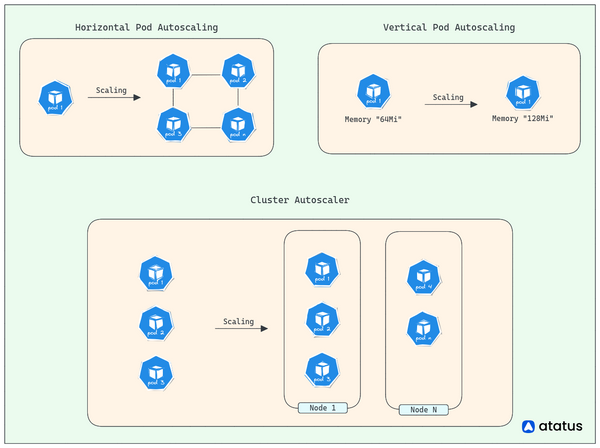 Horizontal Pod Autoscaling
pod 1
Scaling
pod 1
pod 2
pod 3
pod n
Vertical Pod Autoscaling
pod 1
Memory "64Mi"
Scaling
pod 1
Memory "128Mi"
Cluster Autoscaler
pod 1
pod 2
pod 3
Scaling
pod 1
pod 2
pod 3
Node 1
pod 4
pod n
Node N
atatus